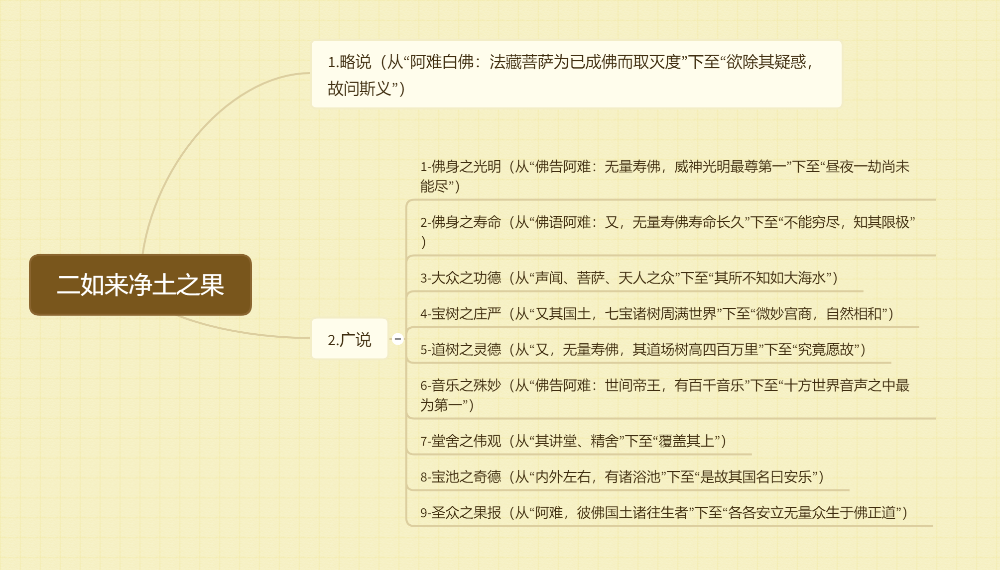 1.略说（从“阿难白佛：法藏菩萨为已成佛而取灭度”下至“欲除其疑惑，
故问斯义”）
1-佛身之光明（从“佛告阿难：无量寿佛，威神光明最尊第一”下至“昼夜一劫尚未
能尽”）
2-佛身之寿命（从“佛语阿难：又，无量寿佛寿命长久”下至“不能穷尽，知其限极”
）
3-大众之功德（从“声闻、菩萨、天人之众”下至“其所不知如大海水”）
二如来净土之果
4-宝树之庄严（从“又其国土，七宝诸树周满世界”下至“微妙宫商，自然相和”）
2.广说
5-道树之灵德（从“又，无量寿佛，其道场树高四百万里”下至“究竟愿故”）
6-音乐之殊妙（从“佛告阿难：世间帝王，有百千音乐”下至“十方世界音声之中最
为第一”）
7-堂舍之伟观（从“其讲堂、精舍”下至“覆盖其上”）
8-宝池之奇德（从“内外左右，有诸浴池”下至“是故其国名曰安乐”）
9-圣众之果报（从“阿难，彼佛国土诸往生者”下至“各各安立无量众生于佛正道”）